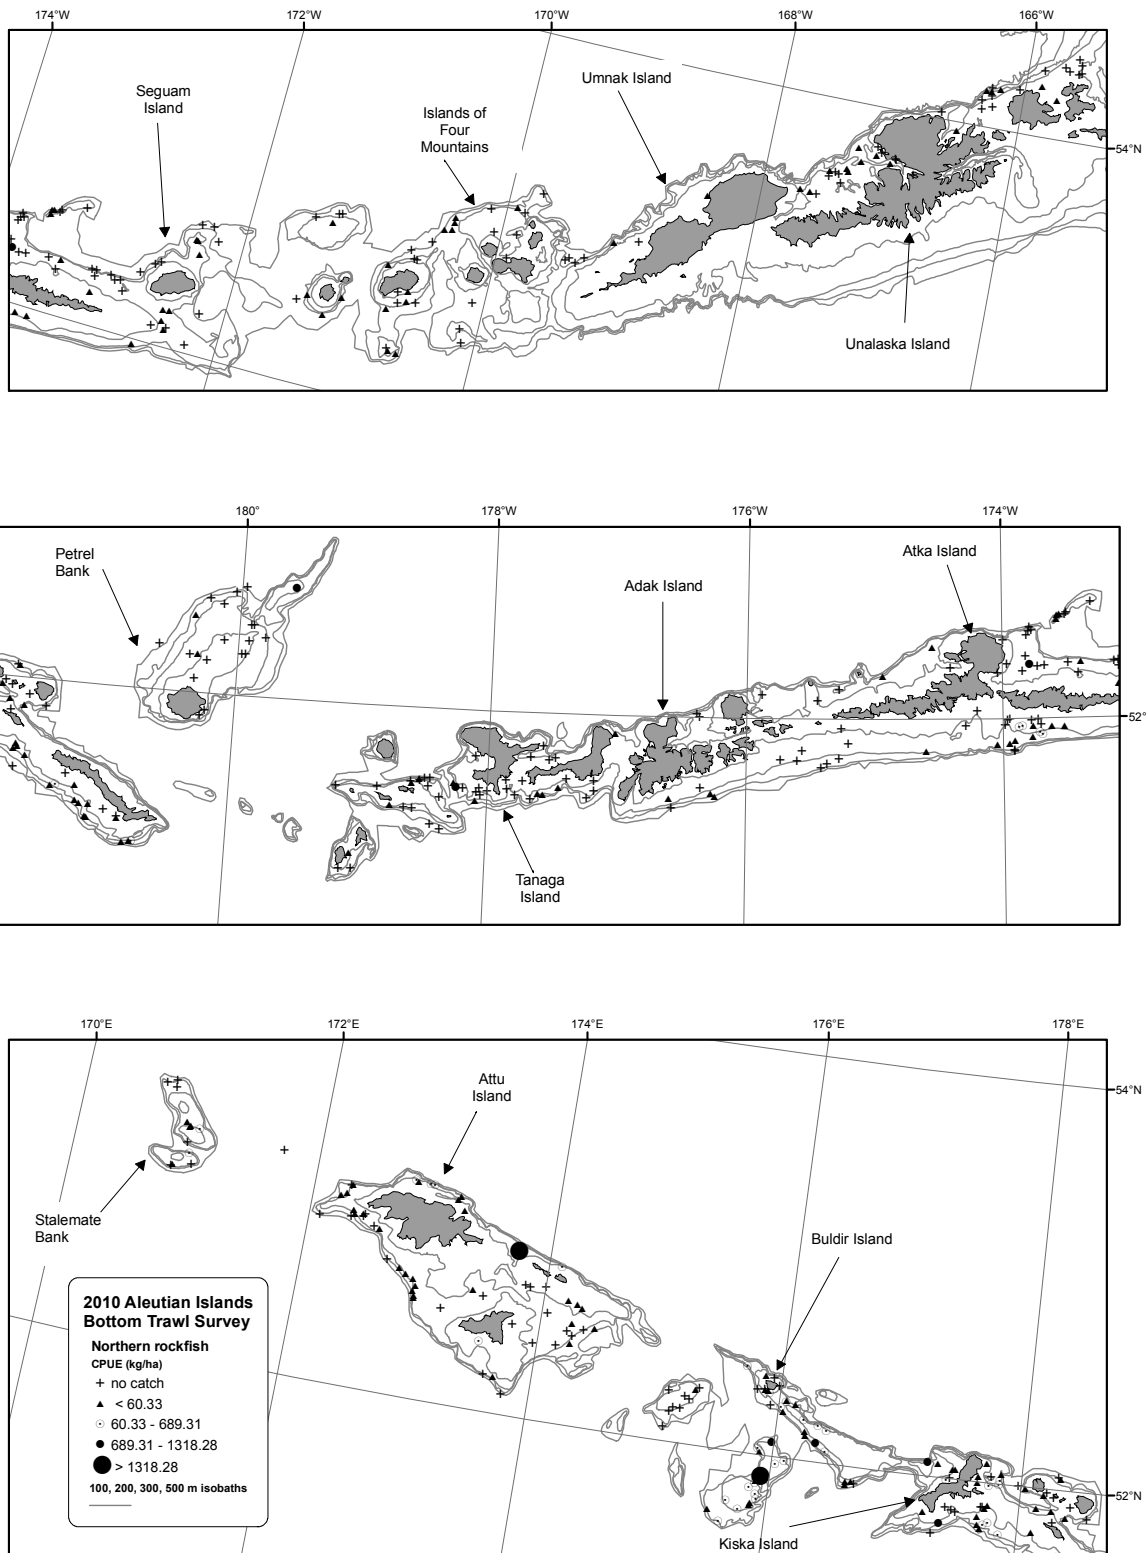 174°W
172°W
170°W
168°W
166°W
Seguam
Island
Islands of
Four
Mountains
Umnak Island
54°N
Unalaska Island
180°
178°W
176°W
174°W
Petrel
Bank
Adak Island
Atka Island
52°
Tanaga
Island
170°E
172°E
174°E
176°E
178°E
54°N
Attu
Island
Stalemate
Bank
Buldir Island
2010 Aleutian Islands
Bottom Trawl Survey
Northern rockfish
CPUE (kg/ha)
no catch
< 60.33
60.33 - 689.31
689.31 - 1318.28
> 1318.28
100, 200, 300, 500 m isobaths
52°N
Kiska Island